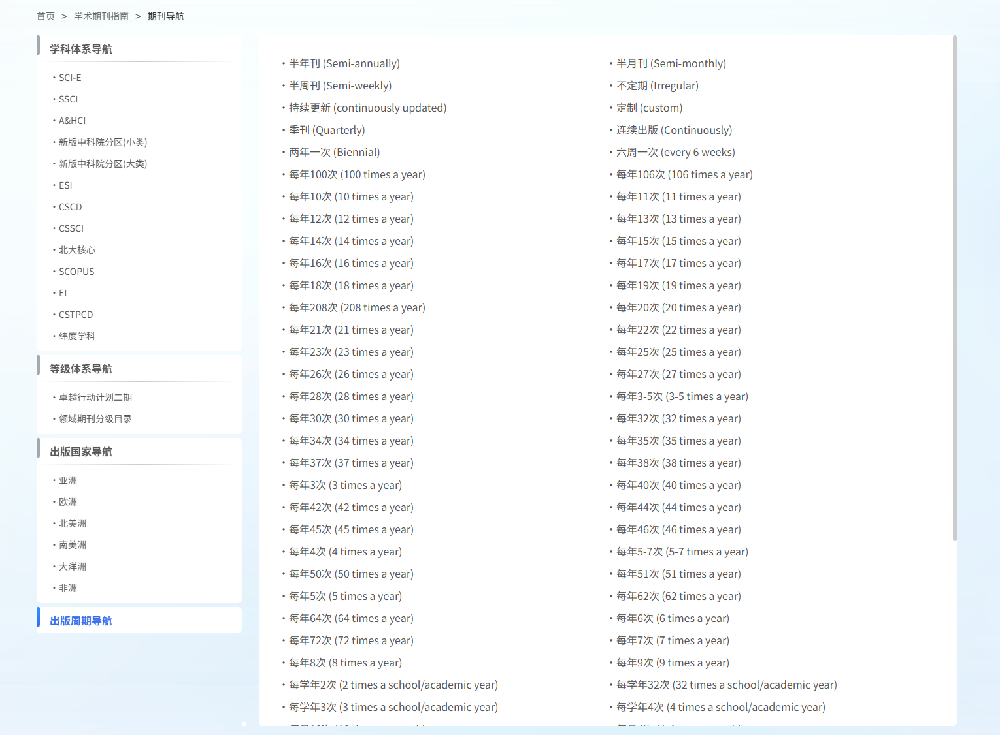 首页 > 学术期刊指南 > 期刊导航
学科体系导航
・SCI-E
・SSCI
・A&HCI
・新版中科院分区(小类)
・新版中科院分区(大类)
・ESI
・CSCD
・CSSCI
・北大核心
・SCOPUS
・EI
・CSTPCD
・纬度学科
等级体系导航
・卓越行动计划二期
・领域期刊分级目录
出版国家导航
・亚洲
・欧洲
・北美洲
・南美洲
・大洋洲
・非洲
出版周期导航
・半年刊 (Semi-annually)
・半月刊 (Semi-monthly)
・半周刊 (Semi-weekly)
・不定期 (Irregular)
・持续更新 (continuously updated)
・定制 (custom)
・季刊 (Quarterly)
・连续出版 (Continuously)
・两年一次 (Biennial)
・六周一次 (every 6 weeks)
・每年100次 (100 times a year)
・每年106次 (106 times a year)
・每年10次 (10 times a year)
・每年11次 (11 times a year)
・每年12次 (12 times a year)
・每年13次 (13 times a year)
・每年14次 (14 times a year)
・每年15次 (15 times a year)
・每年16次 (16 times a year)
・每年17次 (17 times a year)
・每年18次 (18 times a year)
・每年19次 (19 times a year)
・每年208次 (208 times a year)
・每年20次 (20 times a year)
・每年21次 (21 times a year)
・每年22次 (22 times a year)
・每年23次 (23 times a year)
・每年25次 (25 times a year)
・每年26次 (26 times a year)
・每年27次 (27 times a year)
・每年28次 (28 times a year)
・每年3-5次 (3-5 times a year)
・每年30次 (30 times a year)
・每年32次 (32 times a year)
・每年34次 (34 times a year)
・每年35次 (35 times a year)
・每年37次 (37 times a year)
・每年38次 (38 times a year)
・每年3次 (3 times a year)
・每年40次 (40 times a year)
・每年42次 (42 times a year)
・每年44次 (44 times a year)
・每年45次 (45 times a year)
・每年46次 (46 times a year)
・每年4次 (4 times a year)
・每年5-7次 (5-7 times a year)
・每年50次 (50 times a year)
・每年51次 (51 times a year)
・每年5次 (5 times a year)
・每年62次 (62 times a year)
・每年64次 (64 times a year)
・每年6次 (6 times a year)
・每年72次 (72 times a year)
・每年7次 (7 times a year)
・每年8次 (8 times a year)
・每年9次 (9 times a year)
・每学年2次 (2 times a school/academic year)
・每学年32次 (32 times a school/academic year)
・每学年3次 (3 times a school/academic year)
・每学年4次 (4 times a school/academic year)